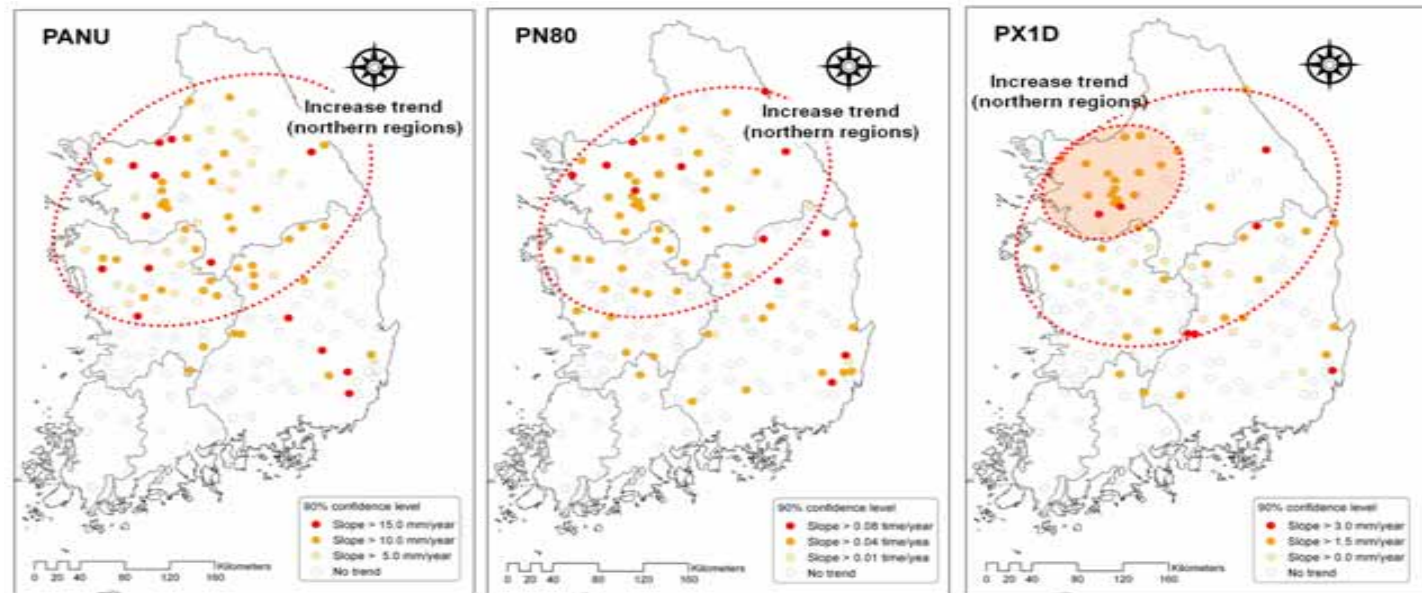 PANU
Increase trend
(northern regions)
90% confidence level
Slope > 15.0 mm/year
Slope > 10.0 mm/year
Slope > 5.0 mm/year
No trend
Kilometers
0 20 40 80 120 160
PN80
Increase trend
(northern regions)
90% confidence level
Slope > 0.08 time/year
Slope > 0.04 time/yea
Slope > 0.01 time/yea
No trend
Kilometers
0 20 40 80 120 160
PX1D
Increase trend
(northern regions)
90% confidence level
Slope > 3.0 mm/year
Slope > 1.5 mm/year
Slope > 0.0 mm/year
No trend
Kilometers
0 20 40 80 120 160